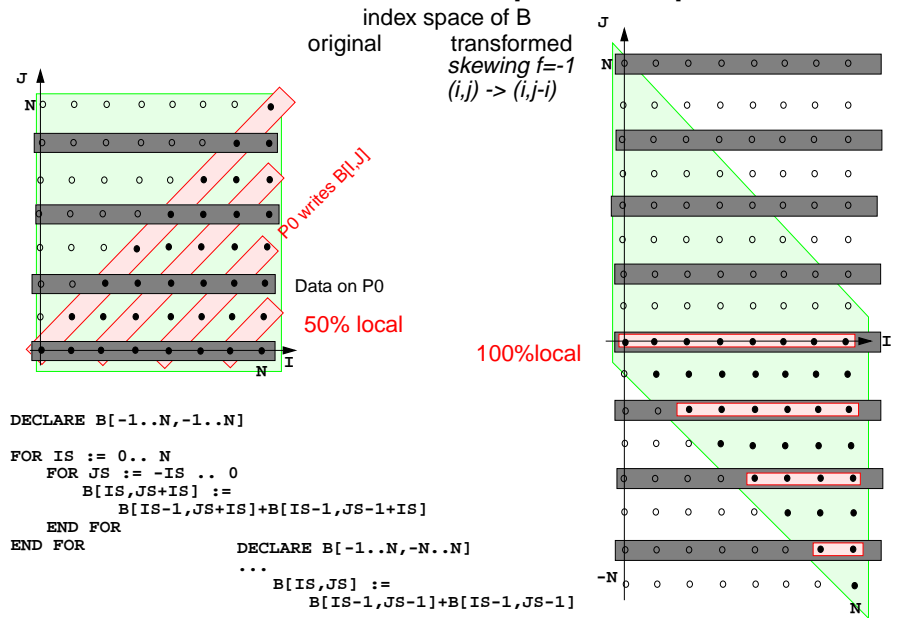 index space of B
original transformed
skewing f=-1
(i,j) -> (i,j-i)
J
N
P0 writes B[I,J]
Data on P0
50% local
I
N
J
N
100%local
I
-N
N
DECLARE B[-1..N,-1..N]
FOR IS := 0.. N
FOR JS := -IS .. 0
B[IS,JS+IS] :=
B[IS-1,JS+IS]+B[IS-1,JS-1+IS]
END FOR
END FOR
DECLARE B[-1..N,-N..N]
...
B[IS,JS] :=
B[IS-1,JS-1]+B[IS-1,JS-1]